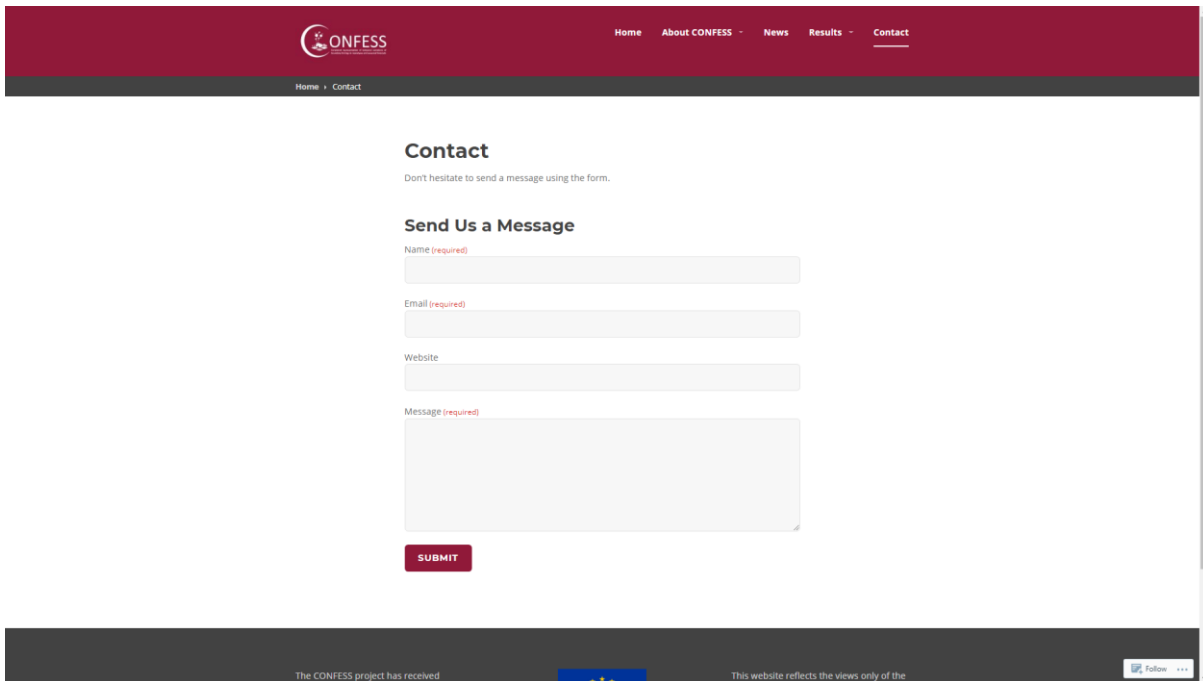 CONFESS
Home About CONFESS News Results Contact
Home › Contact
Contact
Don't hesitate to send a message using the form.
Send Us a Message
Name (required)
Email (required)
Website
Message (required)
SUBMIT
The CONFESS project has received
This website reflects the views only of the
Follow